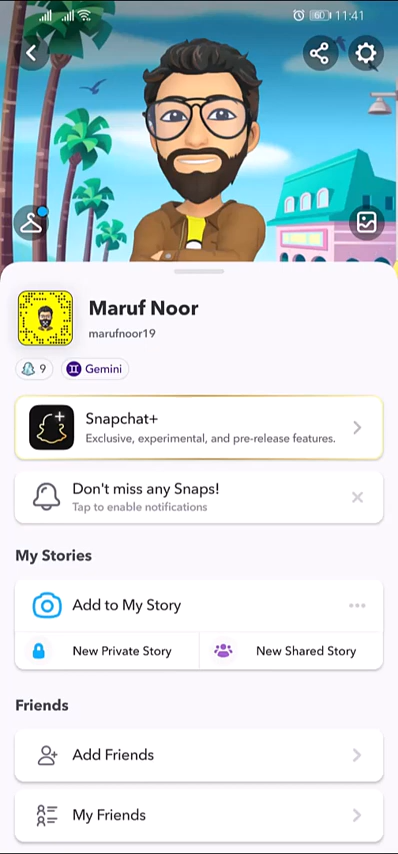 60 11:41
Maruf Noor
marufnoor19
9 Gemini
Snapchat+
Exclusive, experimental, and pre-release features.
Don't miss any Snaps!
Tap to enable notifications
My Stories
Add to My Story
New Private Story New Shared Story
Friends
Add Friends
My Friends